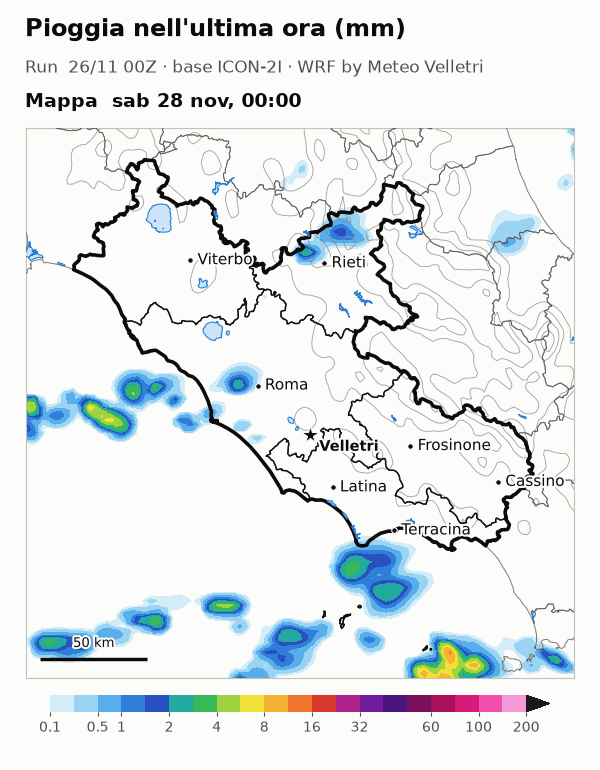 Pioggia nell'ultima ora (mm)
Run  26/11 00Z · base ICON-2I · WRF by Meteo Velletri
Mappa  sab 28 nov, 00:00
Viterbo
Rieti
Roma
Velletri
Frosinone
Cassino
Latina
Terracina
50 km
0.1 0.5 1 2 4 8 16 32 60 100 200